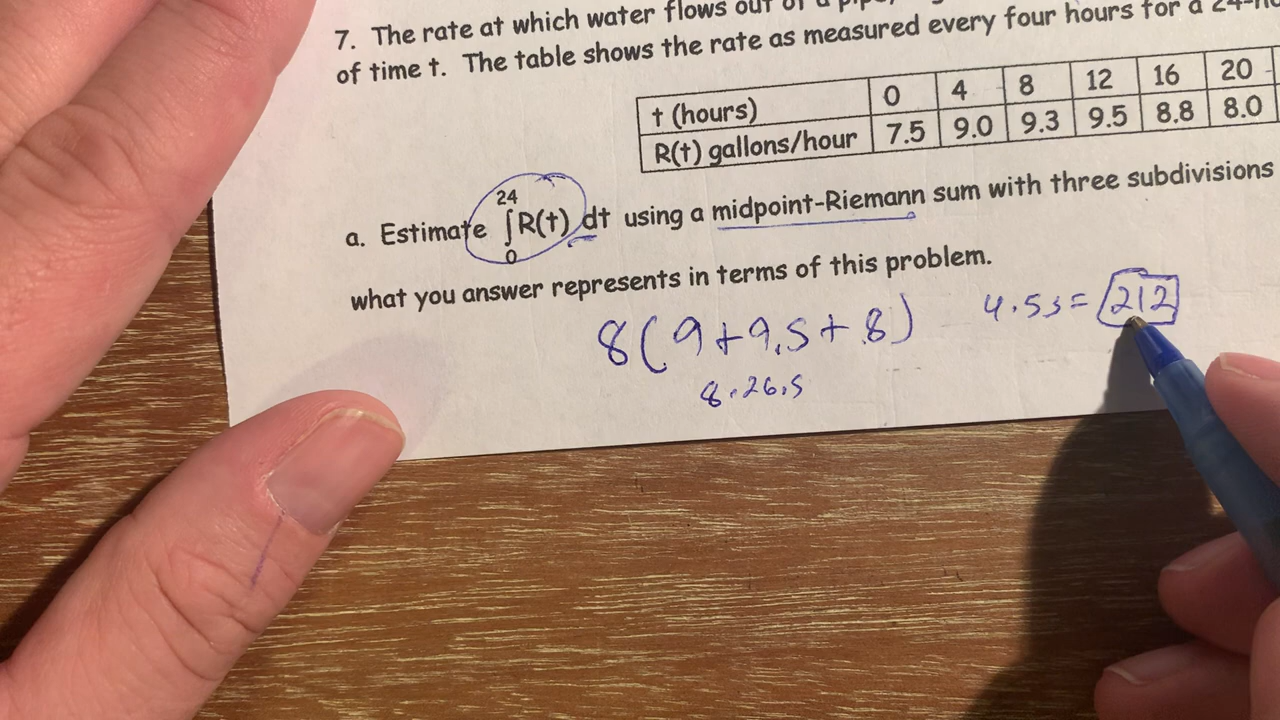 7. The rate at which water flows out of a pipe,
of time t. The table shows the rate as measured every four hours for a 24-ho
t (hours) 0 4 8 12 16 20
R(t) gallons/hour 7.5 9.0 9.3 9.5 8.8 8.0
a. Estimate ∫₀²⁴ R(t) dt using a midpoint-Riemann sum with three subdivisions
what you answer represents in terms of this problem.
8(9+9.5+8) 4.53=212
8.26.5